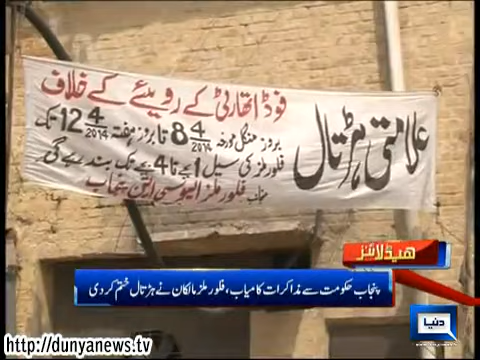 فوڈ اتھارٹی کے رویئے کے خلاف
علامتی ہڑتال
بروز منگل مورخہ 8 4/2014 تا بروز ہفتہ 12 4/2014 تک
فلور ملز کی سیل 1 بجے تا 4 بجے تک بند رہے گی
منجانب فلور ملز ایسوسی ایشن پنجاب
ہیڈلائنز
پنجاب حکومت سے مذاکرات کامیاب، فلور ملز مالکان نے ہڑتال ختم کر دی
دنیا
http://dunyanews.tv